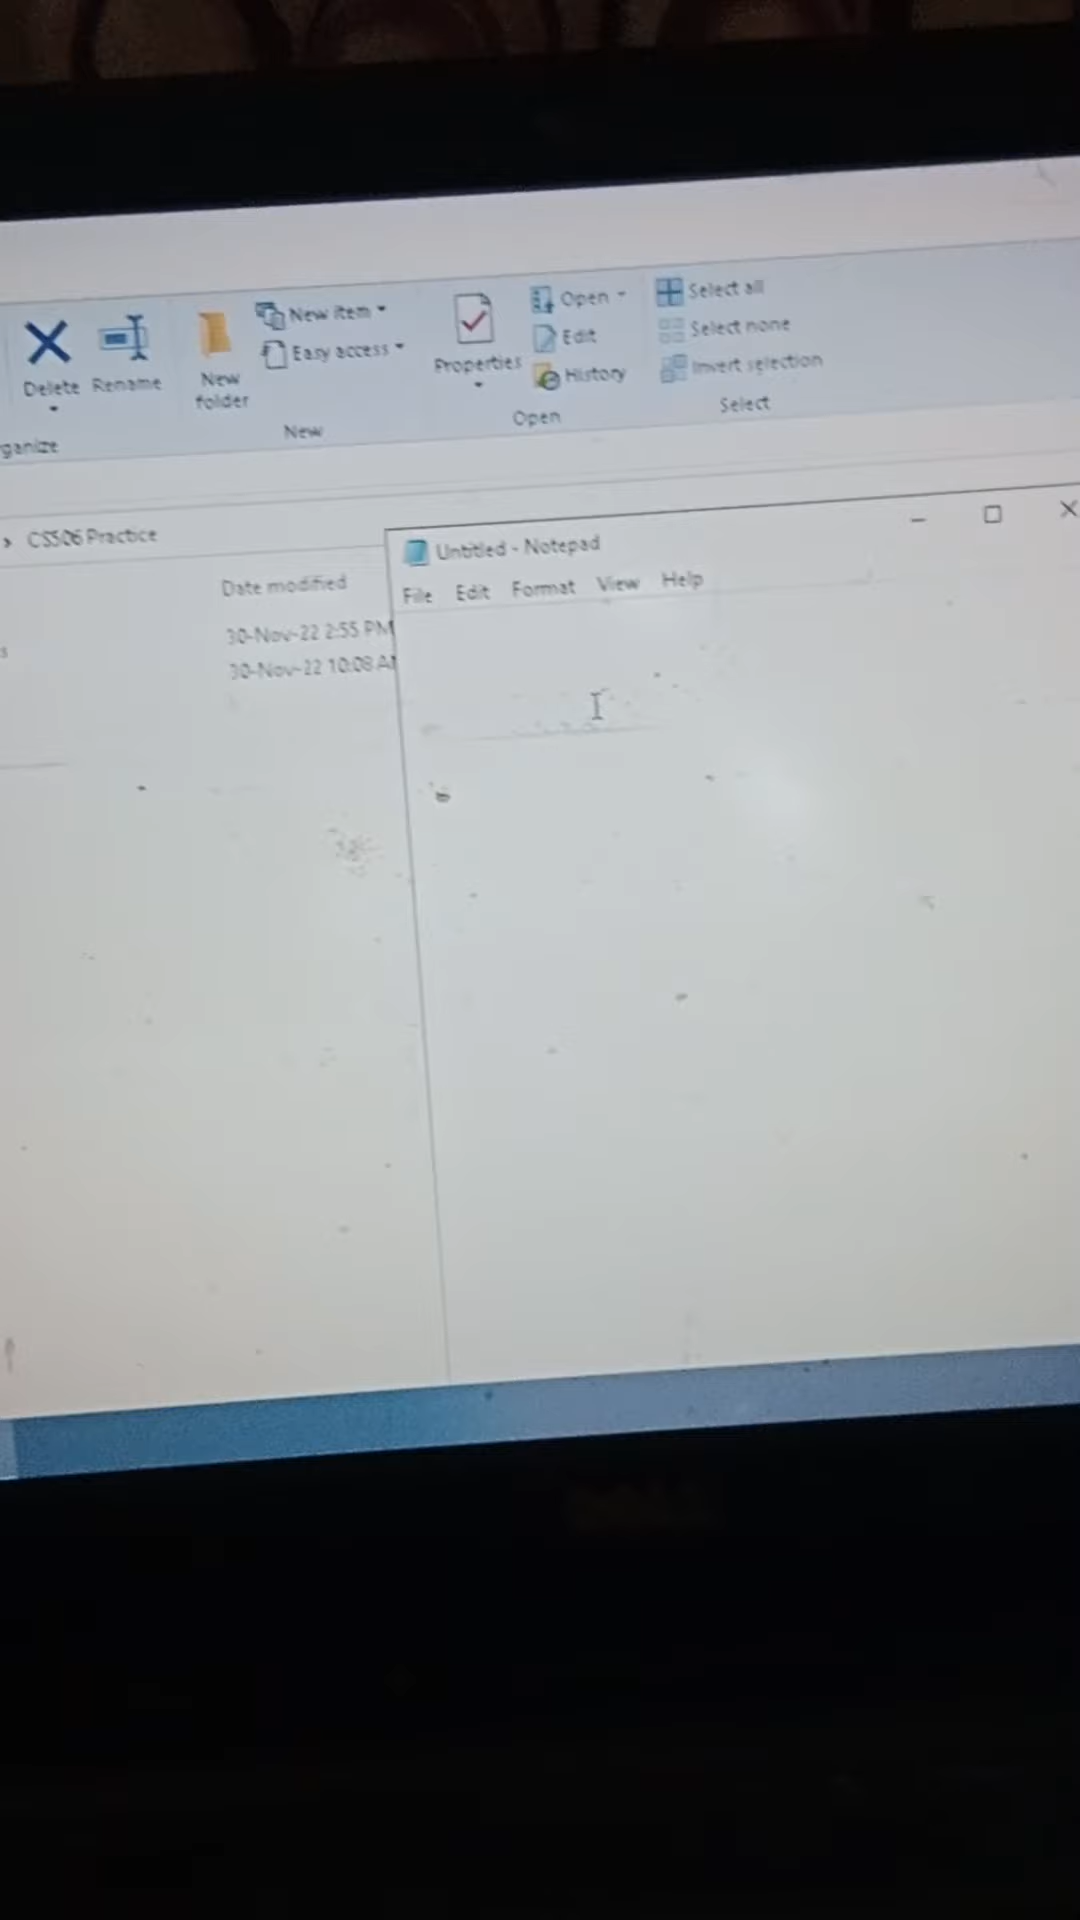 Delete Rename
New folder
New item
Easy access
Properties
Open
Edit
History
Select all
Select none
Invert selection
ganize
New
Open
Select
> CS506 Practice
Date modified
30-Nov-22 2:55 PM
30-Nov-22 10:08 A
s
Untitled - Notepad
File Edit Format View Help